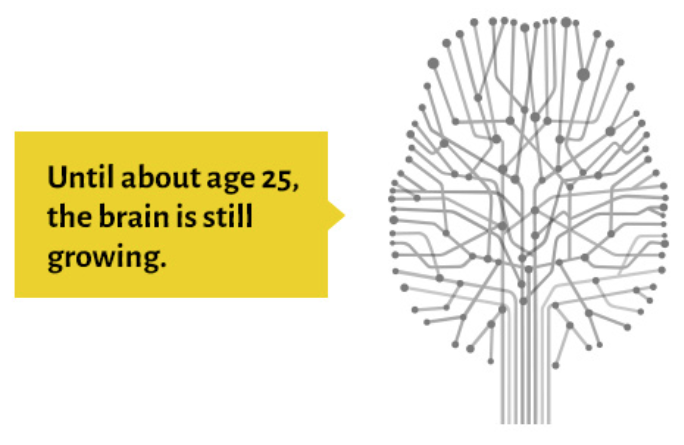 Until about age 25,
the brain is still
growing.